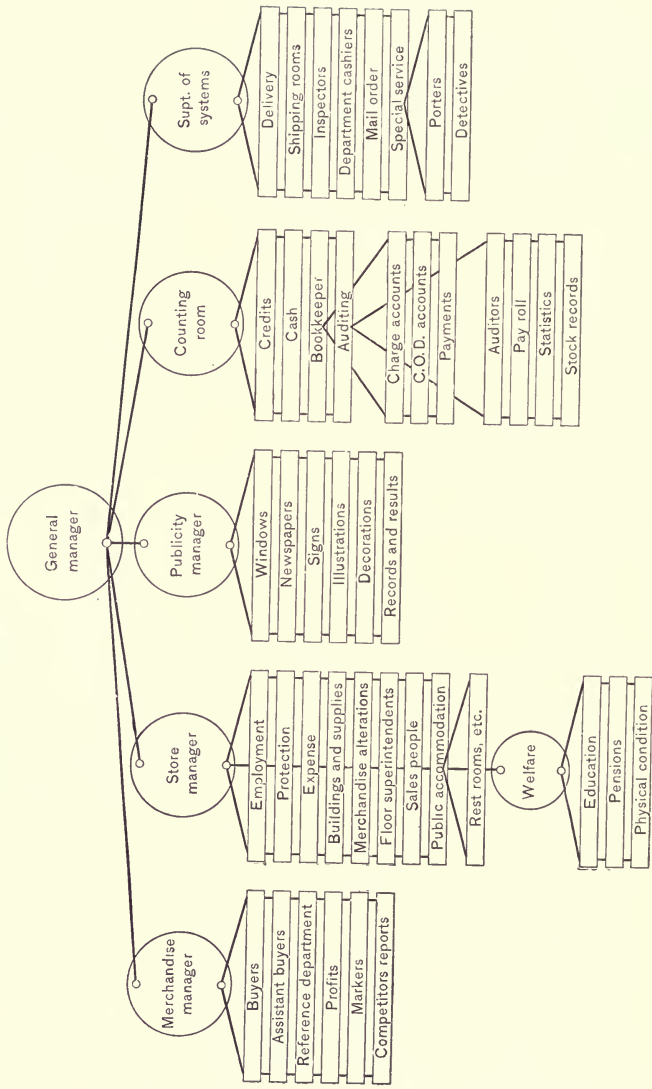 General
manager
Merchandise
manager
Buyers
Assistant buyers
Reference department
Profits
Markers
Competitors reports
Store
manager
Employment
Protection
Expense
Buildings and supplies
Merchandise alterations
Floor superintendents
Sales people
Public accommodation
Rest rooms, etc.
Welfare
Education
Pensions
Physical condition
Publicity
manager
Windows
Newspapers
Signs
Illustrations
Decorations
Records and results
Counting
room
Credits
Cash
Bookkeeper
Auditing
Charge accounts
C.O.D. accounts
Payments
Auditors
Pay roll
Statistics
Stock records
Supt. of
systems
Delivery
Shipping rooms
Inspectors
Department cashiers
Mail order
Special service
Porters
Detectives